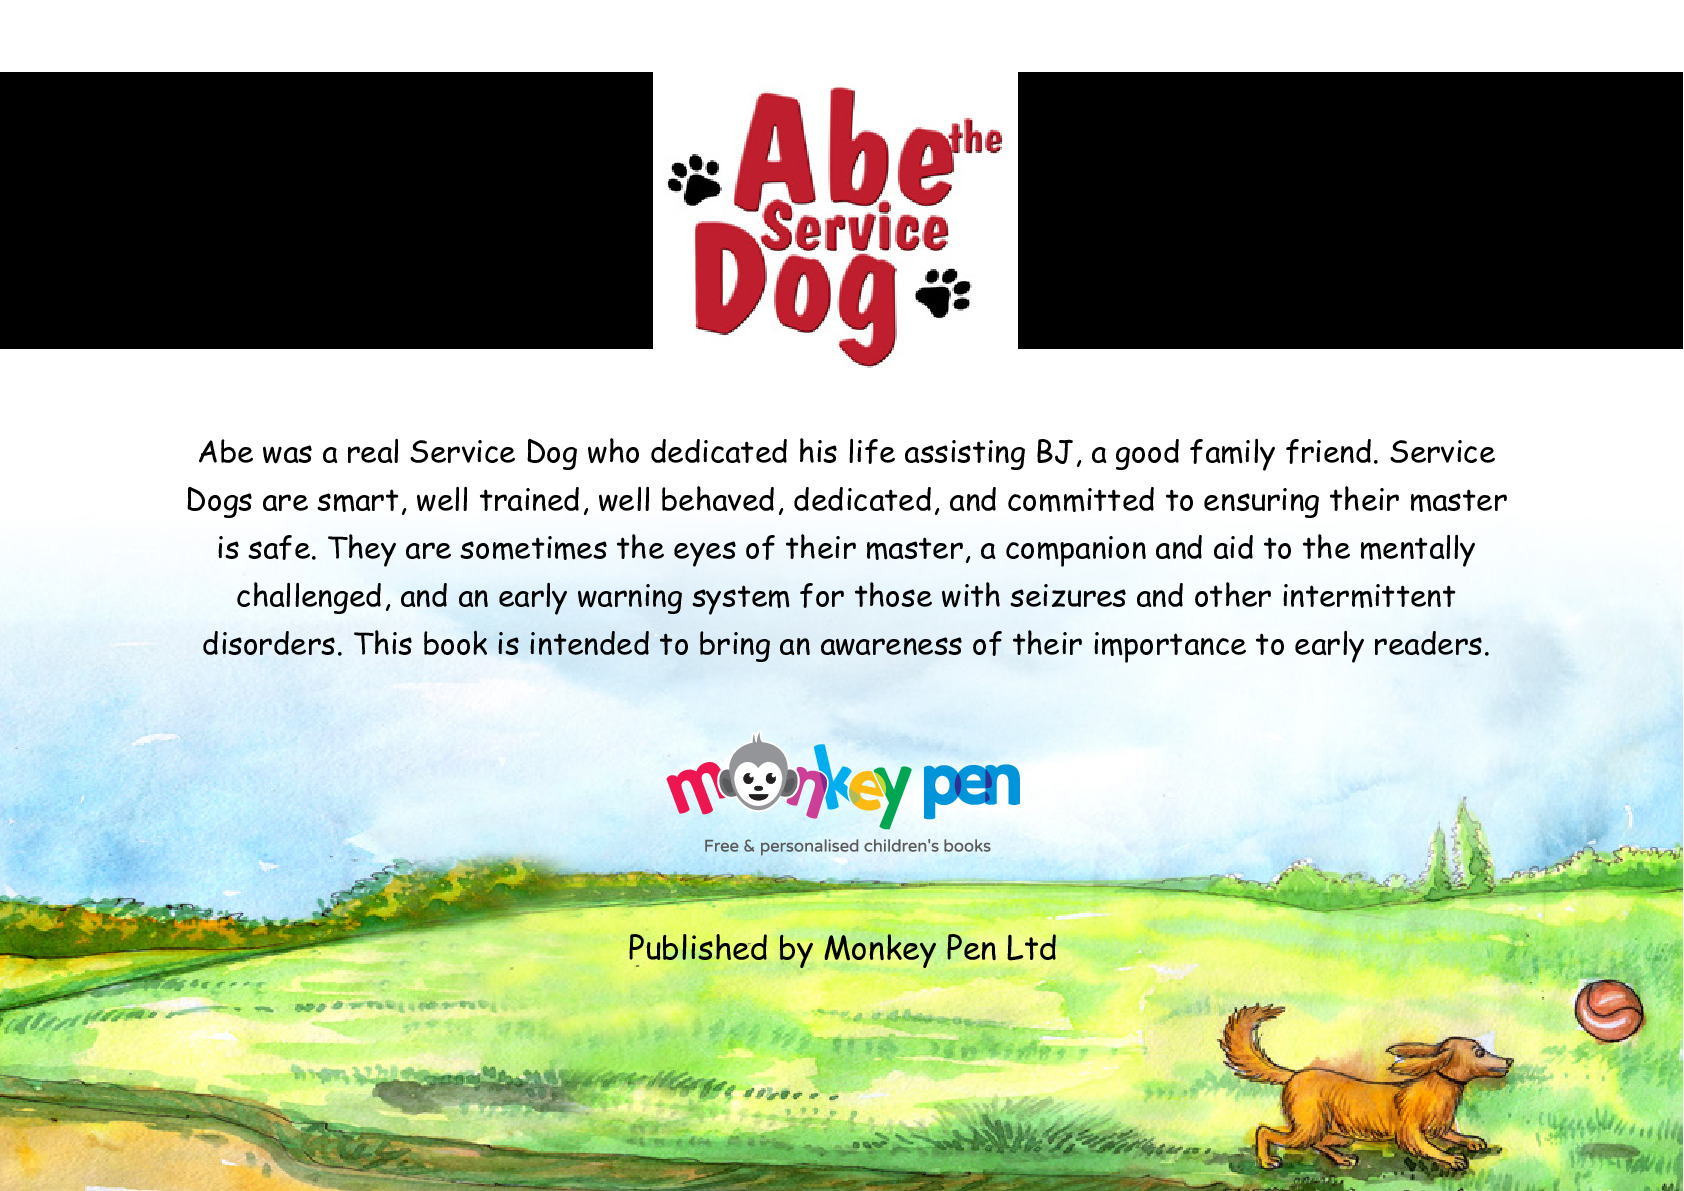 Abe the
Service
Dog
Abe was a real Service Dog who dedicated his life assisting BJ, a good family friend. Service
Dogs are smart, well trained, well behaved, dedicated, and committed to ensuring their master
is safe. They are sometimes the eyes of their master, a companion and aid to the mentally
challenged, and an early warning system for those with seizures and other intermittent
disorders. This book is intended to bring an awareness of their importance to early readers.
monkey pen
Free & personalised children's books
Published by Monkey Pen Ltd